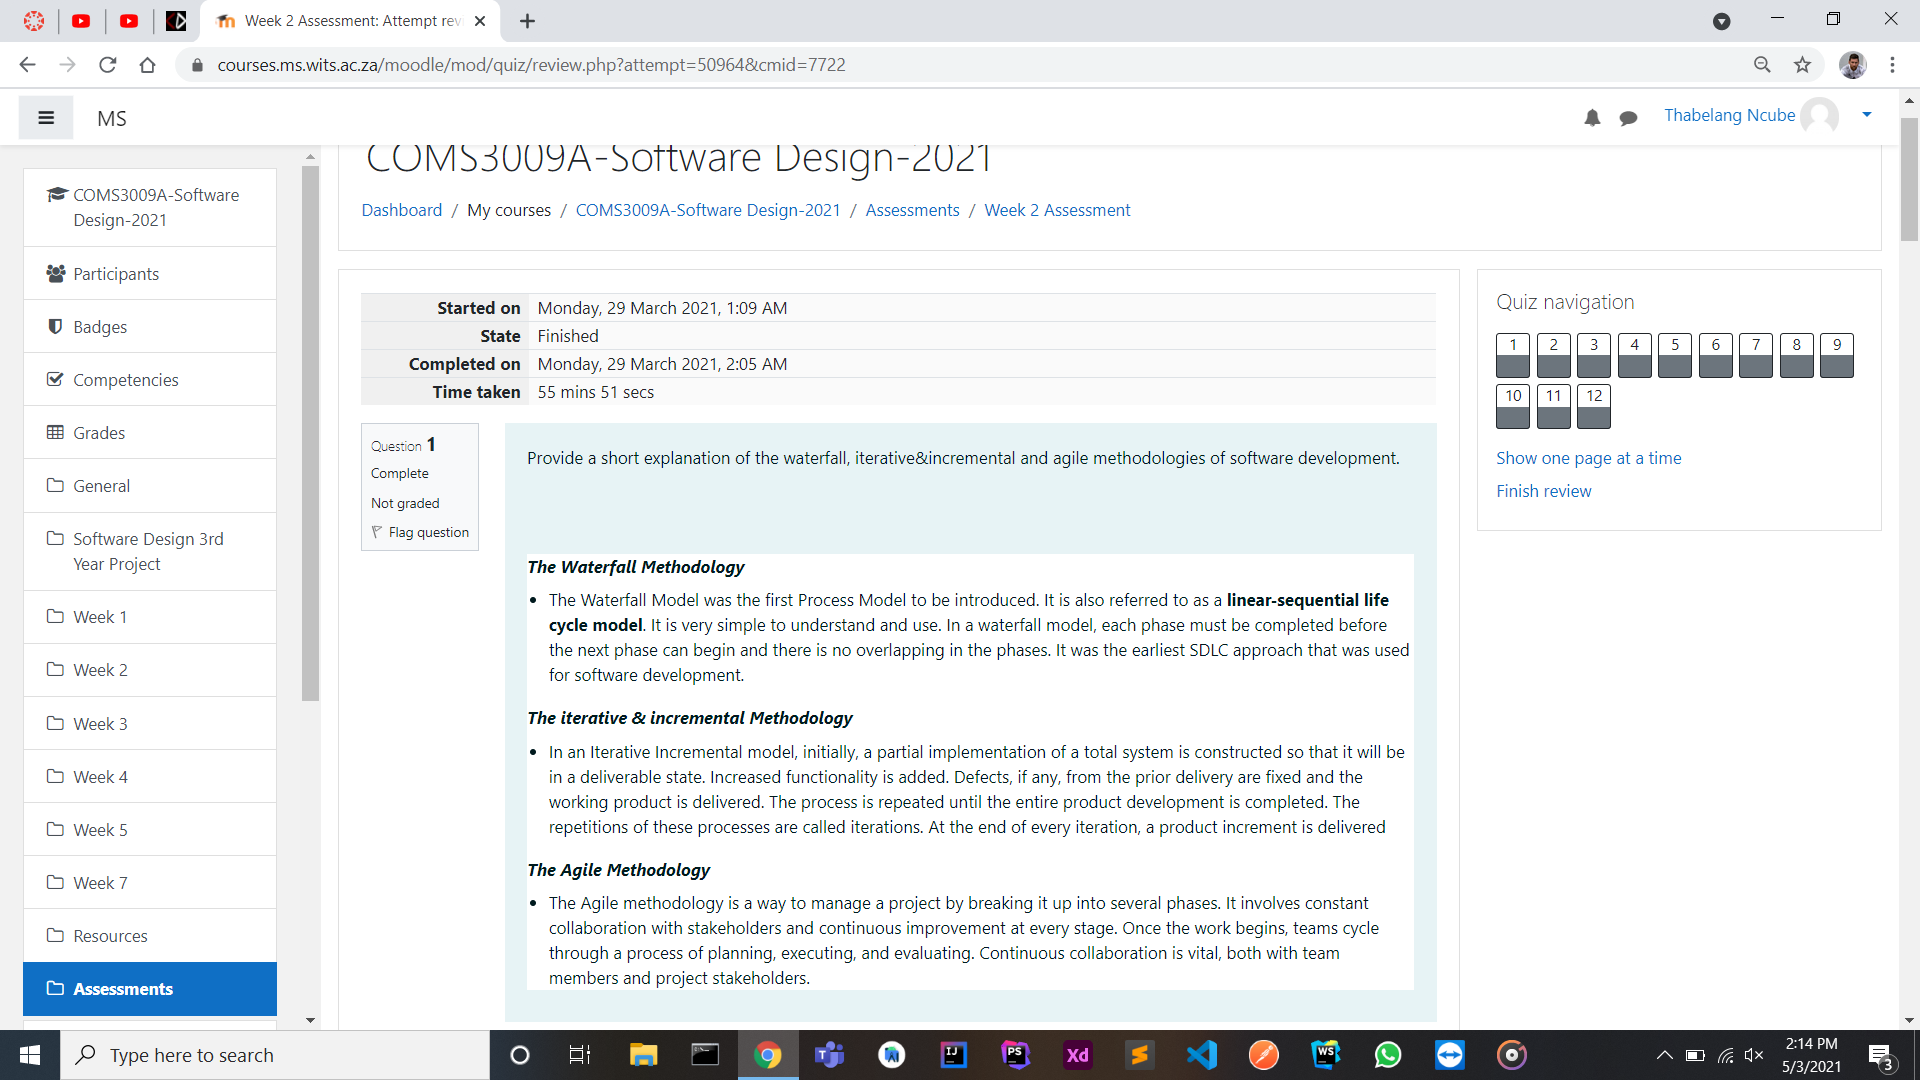 Week 2 Assessment: Attempt rev
courses.ms.wits.ac.za/moodle/mod/quiz/review.php?attempt=50964&cmid=7722
MS
Thabelang Ncube
COMS3009A-Software Design-2021
Dashboard / My courses / COMS3009A-Software Design-2021 / Assessments / Week 2 Assessment
COMS3009A-Software
Design-2021
Participants
Badges
Competencies
Grades
General
Software Design 3rd
Year Project
Week 1
Week 2
Week 3
Week 4
Week 5
Week 7
Resources
Assessments
Started on Monday, 29 March 2021, 1:09 AM
State Finished
Completed on Monday, 29 March 2021, 2:05 AM
Time taken 55 mins 51 secs
Question 1
Complete
Not graded
Flag question
Provide a short explanation of the waterfall, iterative&incremental and agile methodologies of software development.
The Waterfall Methodology
• The Waterfall Model was the first Process Model to be introduced. It is also referred to as a linear-sequential life
cycle model. It is very simple to understand and use. In a waterfall model, each phase must be completed before
the next phase can begin and there is no overlapping in the phases. It was the earliest SDLC approach that was used
for software development.
The iterative & incremental Methodology
• In an Iterative Incremental model, initially, a partial implementation of a total system is constructed so that it will be
in a deliverable state. Increased functionality is added. Defects, if any, from the prior delivery are fixed and the
working product is delivered. The process is repeated until the entire product development is completed. The
repetitions of these processes are called iterations. At the end of every iteration, a product increment is delivered
The Agile Methodology
• The Agile methodology is a way to manage a project by breaking it up into several phases. It involves constant
collaboration with stakeholders and continuous improvement at every stage. Once the work begins, teams cycle
through a process of planning, executing, and evaluating. Continuous collaboration is vital, both with team
members and project stakeholders.
Quiz navigation
1 2 3 4 5 6 7 8 9
10 11 12
Show one page at a time
Finish review
Type here to search
IJ
PS
Xd
WS
2:14 PM
5/3/2021
3